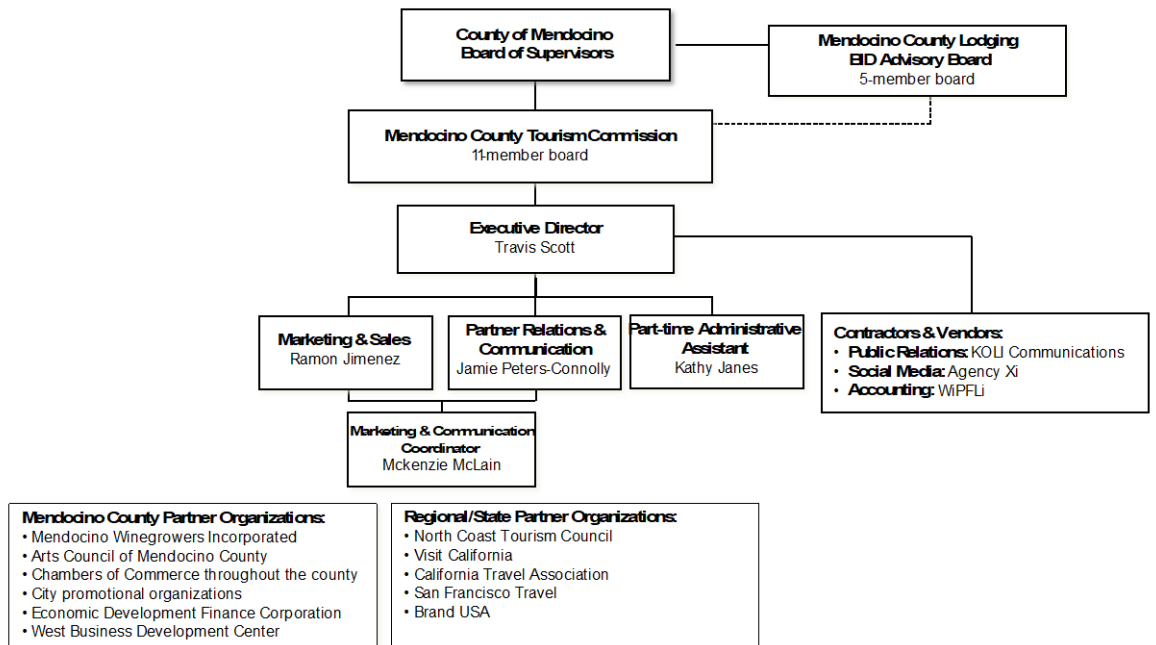 County of Mendocino
Board of Supervisors
Mendocino County Lodging
BID Advisory Board
5-member board
Mendocino County Tourism Commission
11-member board
Executive Director
Travis Scott
Marketing & Sales
Ramon Jimenez
Partner Relations &
Communication
Jamie Peters-Connolly
Part-time Administrative
Assistant
Kathy Janes
Contractors & Vendors:
• Public Relations: KOLI Communications
• Social Media: Agency Xi
• Accounting: WiPFLi
Marketing & Communication
Coordinator
Mckenzie McLain
Mendocino County Partner Organizations:
• Mendocino Winegrowers Incorporated
• Arts Council of Mendocino County
• Chambers of Commerce throughout the county
• City promotional organizations
• Economic Development Finance Corporation
• West Business Development Center
Regional/State Partner Organizations:
• North Coast Tourism Council
• Visit California
• California Travel Association
• San Francisco Travel
• Brand USA